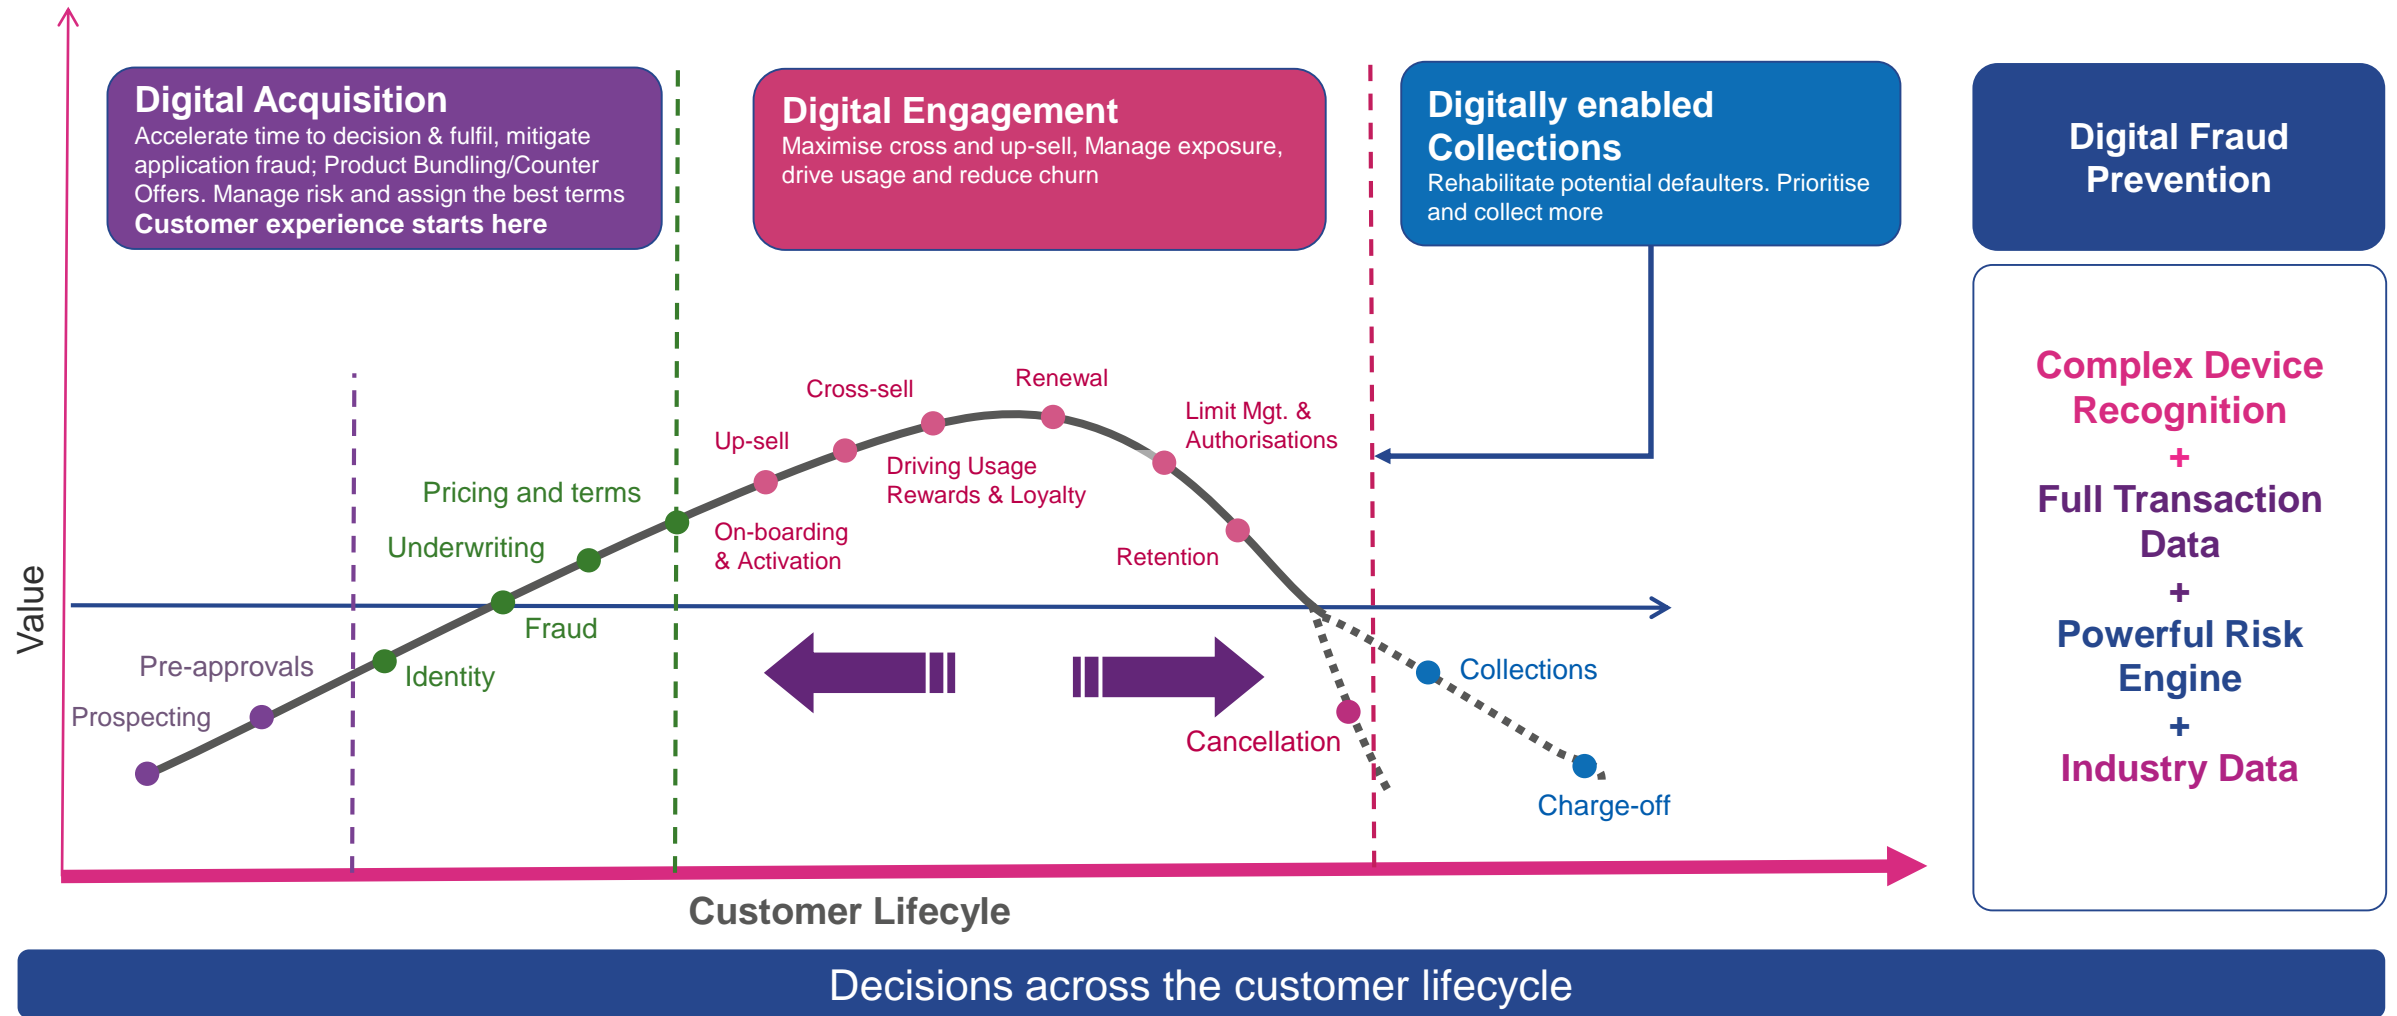 Digital Acquisition
Accelerate time to decision & fulfil, mitigate
application fraud; Product Bundling/Counter
Offers. Manage risk and assign the best terms
Customer experience starts here
Digital Engagement
Maximise cross and up-sell, Manage exposure,
drive usage and reduce churn
Digitally enabled
Collections
Rehabilitate potential defaulters. Prioritise
and collect more
Digital Fraud
Prevention
Complex Device
Recognition
+
Full Transaction
Data
+
Powerful Risk
Engine
+
Industry Data
Value
Prospecting
Pre-approvals
Identity
Fraud
Underwriting
Pricing and terms
On-boarding
& Activation
Up-sell
Cross-sell
Driving Usage
Rewards & Loyalty
Renewal
Limit Mgt. &
Authorisations
Retention
Cancellation
Collections
Charge-off
Customer Lifecyle
Decisions across the customer lifecycle